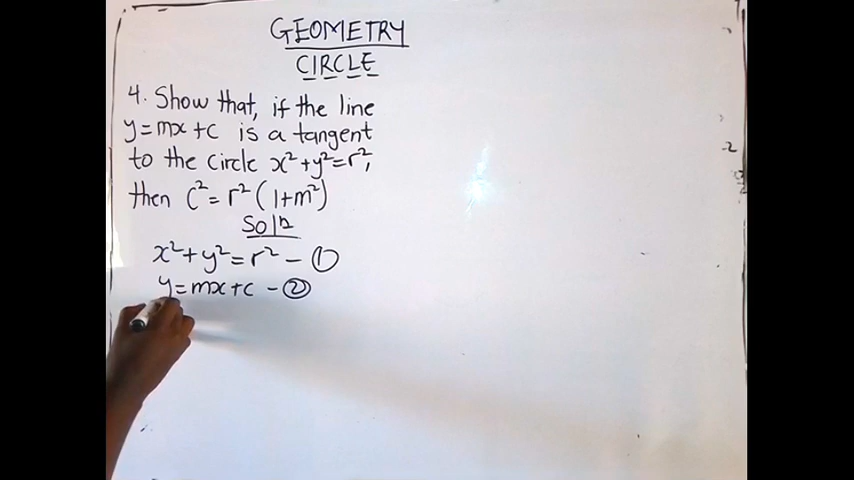 GEOMETRY
CIRCLE
4. Show that, if the line
y=mx+c is a tangent
to the circle x²+y²=r²,
then c²=r²(1+m²)
Soln
x²+y²=r² – ①
y=mx+c – ②